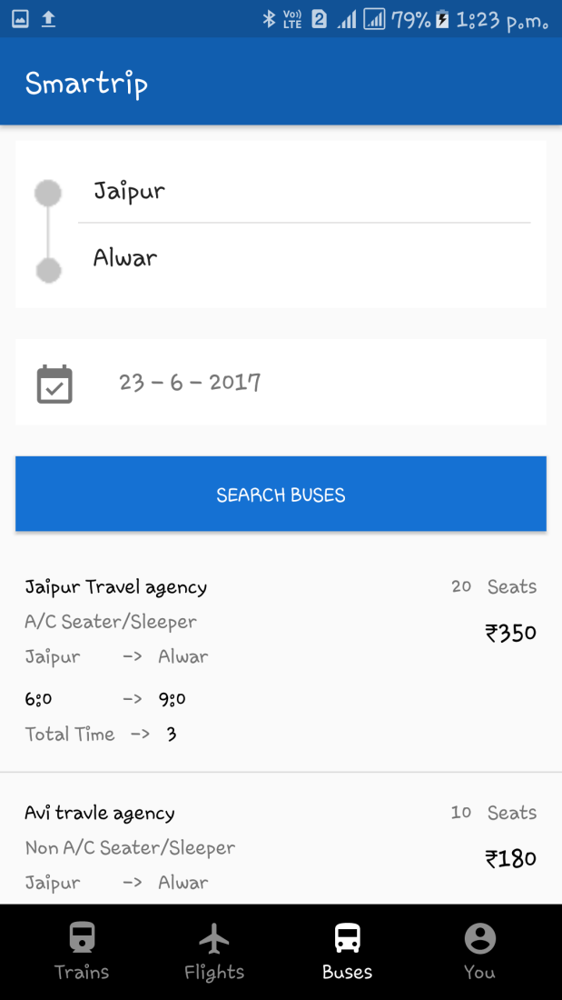 Vo)) LTE 2 79% 1:23 p.m.
Smartrip
Jaipur
Alwar
23 – 6 – 2017
SEARCH BUSES
Jaipur Travel agency 20 Seats
A/C Seater/Sleeper
₹350
Jaipur -> Alwar
6:0 -> 9:0
Total Time -> 3
Avi travle agency 10 Seats
Non A/C Seater/Sleeper
₹180
Jaipur -> Alwar
Trains Flights Buses You